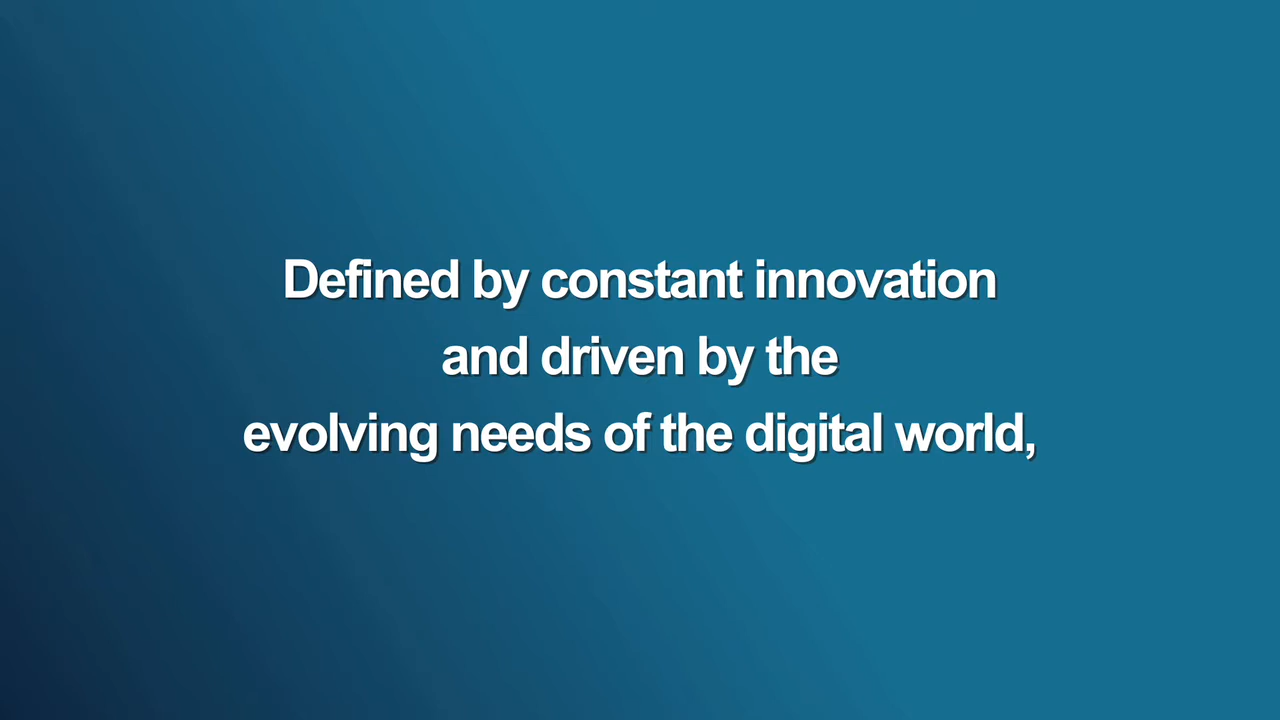 Defined by constant innovation
and driven by the
evolving needs of the digital world,